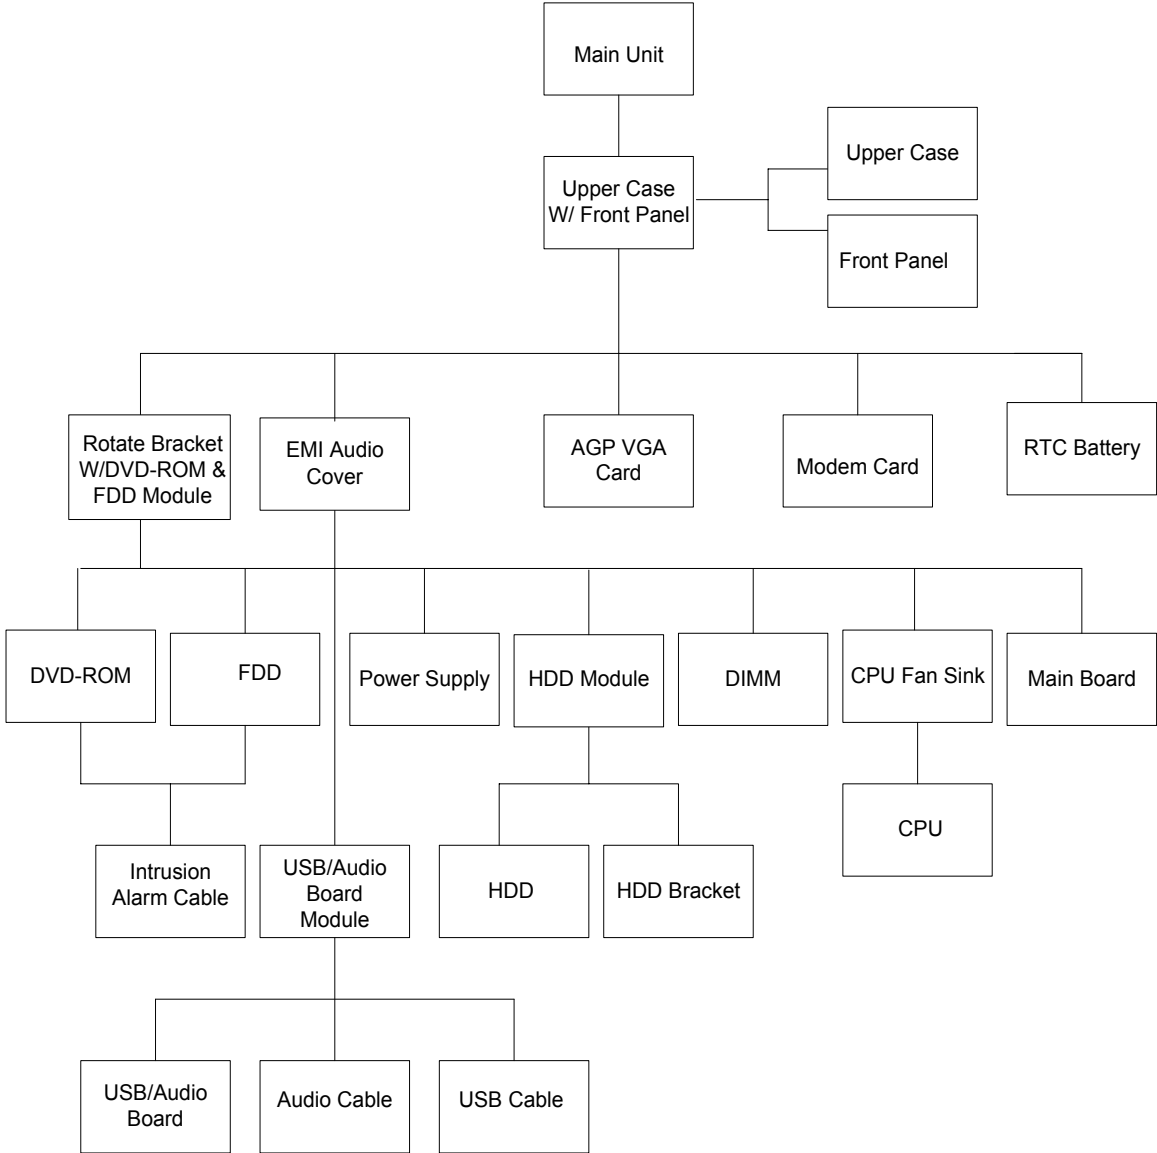 Main Unit
Upper Case
W/ Front Panel
Upper Case
Front Panel
Rotate Bracket
W/DVD-ROM &
FDD Module
EMI Audio
Cover
AGP VGA
Card
Modem Card
RTC Battery
DVD-ROM
FDD
Power Supply
HDD Module
DIMM
CPU Fan Sink
Main Board
CPU
Intrusion
Alarm Cable
USB/Audio
Board
Module
HDD
HDD Bracket
USB/Audio
Board
Audio Cable
USB Cable